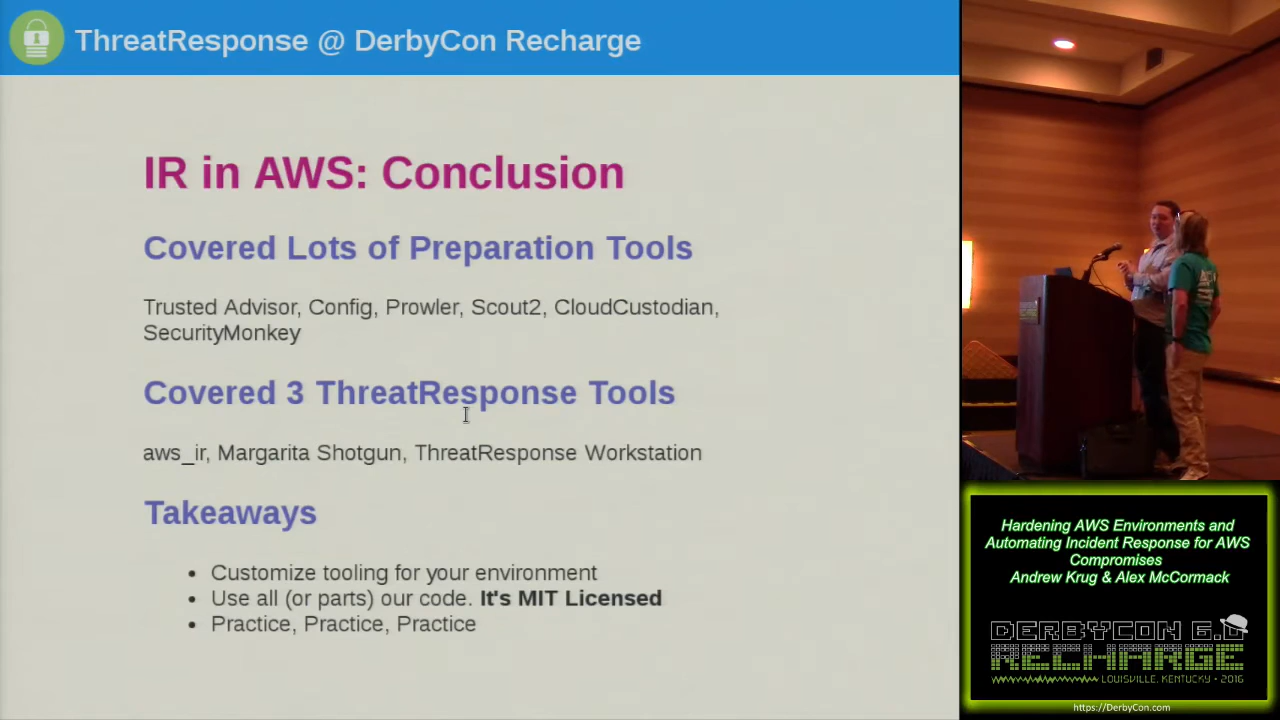 ThreatResponse @ DerbyCon Recharge
IR in AWS: Conclusion
Covered Lots of Preparation Tools
Trusted Advisor, Config, Prowler, Scout2, CloudCustodian,
SecurityMonkey
Covered 3 ThreatResponse Tools
aws_ir, Margarita Shotgun, ThreatResponse Workstation
Takeaways
• Customize tooling for your environment
• Use all (or parts) our code. It's MIT Licensed
• Practice, Practice, Practice
Hardening AWS Environments and
Automating Incident Response for AWS
Compromises
Andrew Krug & Alex McCormack
DERBYCON 6.0
RECHARGE
LOUISVILLE, KENTUCKY • 2016
https://DerbyCon.com